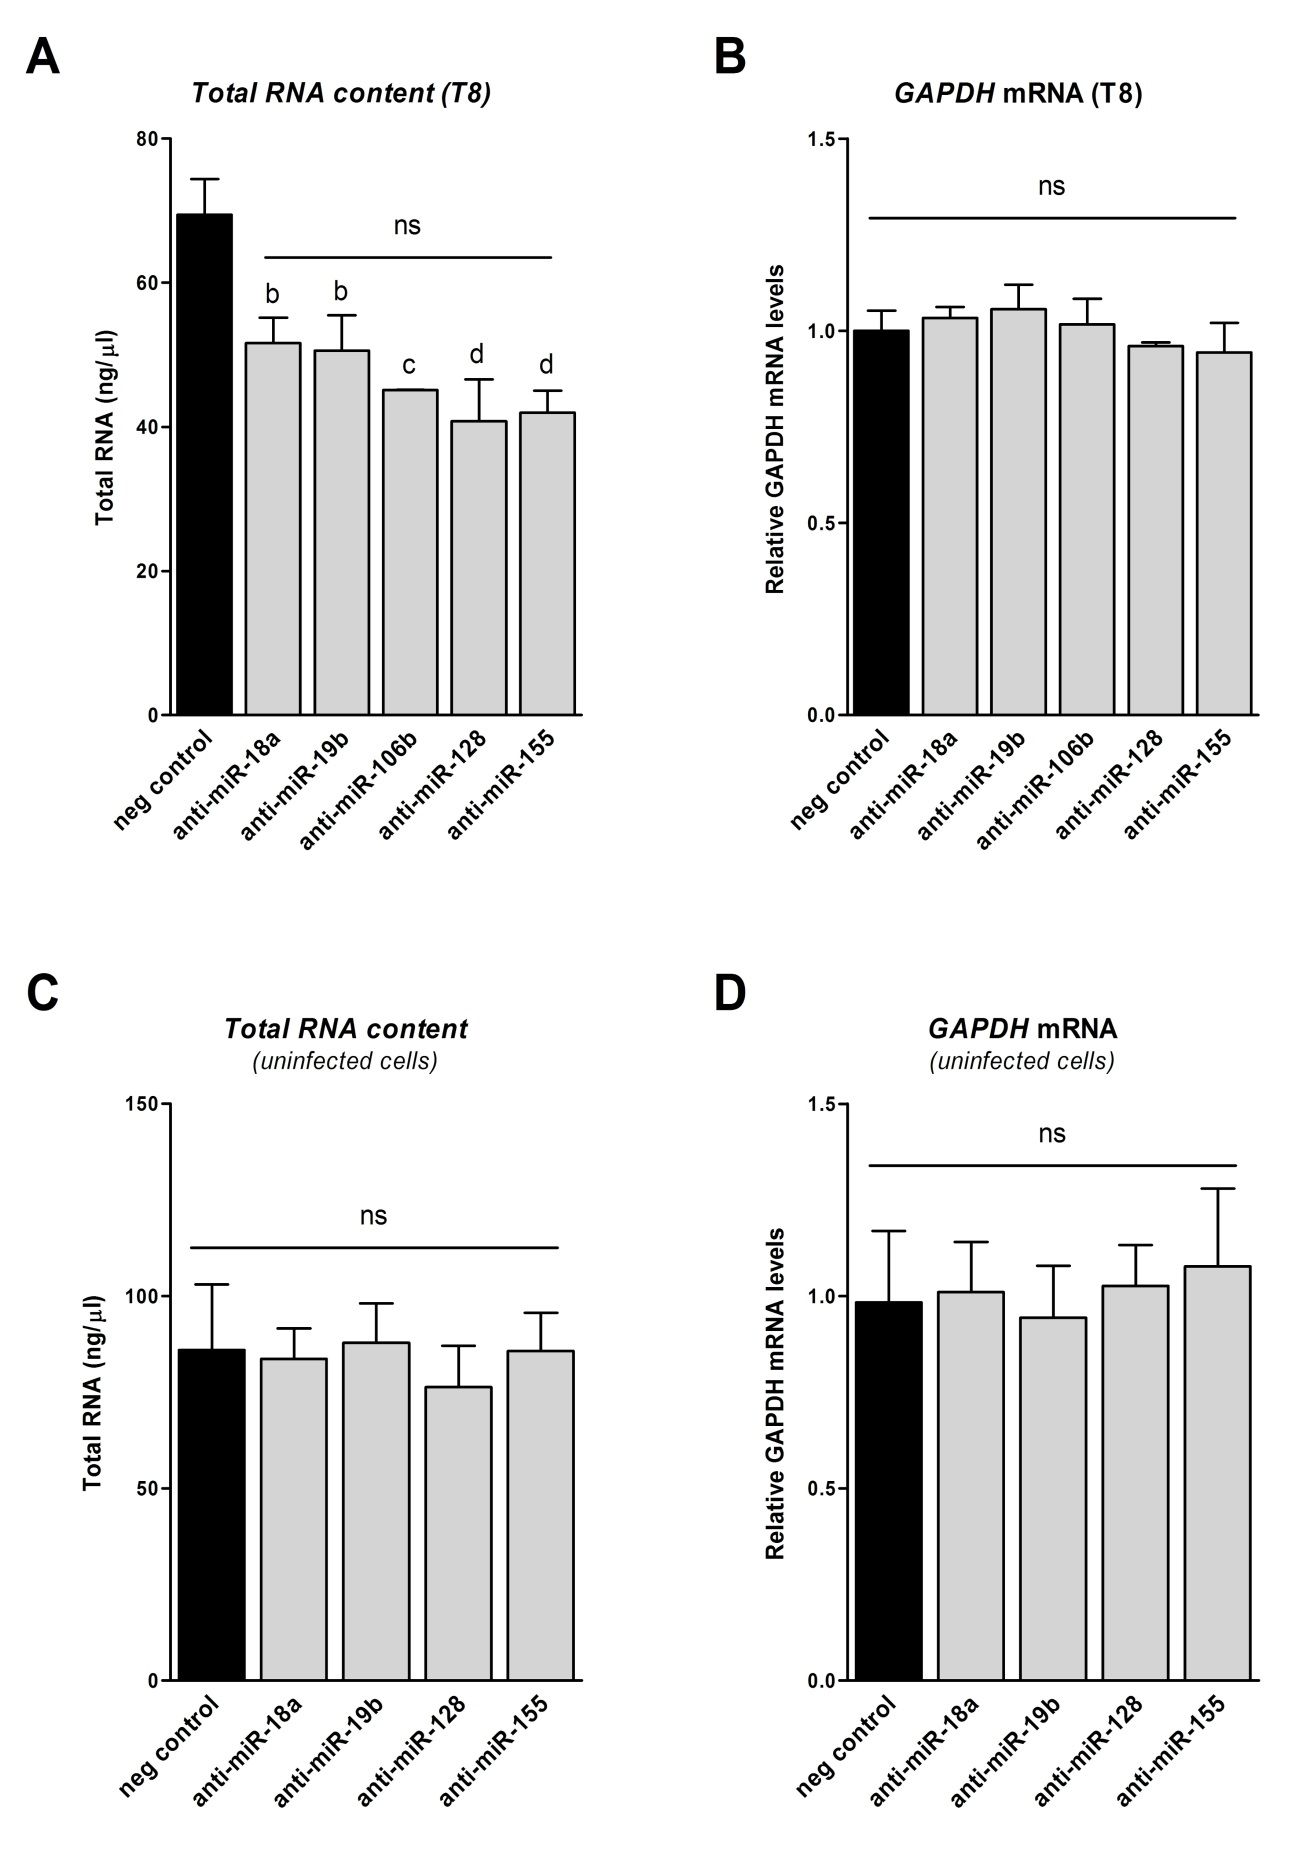 A
Total RNA content (T8)
80
60
40
20
0
Total RNA (ng/µl)
ns
b
b
c
d
d
neg control
anti-miR-18a
anti-miR-19b
anti-miR-106b
anti-miR-128
anti-miR-155
B
GAPDH mRNA (T8)
1.5
1.0
0.5
0.0
Relative GAPDH mRNA levels
ns
neg control
anti-miR-18a
anti-miR-19b
anti-miR-106b
anti-miR-128
anti-miR-155
C
Total RNA content
(uninfected cells)
150
100
50
0
Total RNA (ng/µl)
ns
neg control
anti-miR-18a
anti-miR-19b
anti-miR-128
anti-miR-155
D
GAPDH mRNA
(uninfected cells)
1.5
1.0
0.5
0.0
Relative GAPDH mRNA levels
ns
neg control
anti-miR-18a
anti-miR-19b
anti-miR-128
anti-miR-155